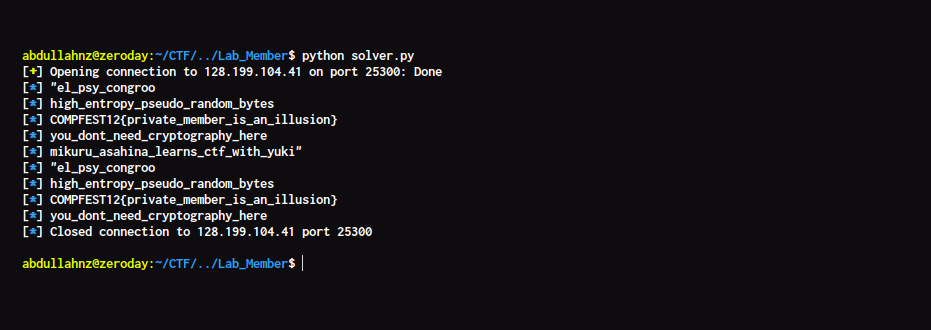 abdullahnz@zeroday:~/CTF/../Lab_Member$ python solver.py
[+] Opening connection to 128.199.104.41 on port 25300: Done
[*] "el_psy_congroo
[*] high_entropy_pseudo_random_bytes
[*] COMPFEST12{private_member_is_an_illusion}
[*] you_dont_need_cryptography_here
[*] mikuru_asahina_learns_ctf_with_yuki"
[*] "el_psy_congroo
[*] high_entropy_pseudo_random_bytes
[*] COMPFEST12{private_member_is_an_illusion}
[*] you_dont_need_cryptography_here
[*] Closed connection to 128.199.104.41 port 25300
abdullahnz@zeroday:~/CTF/../Lab_Member$